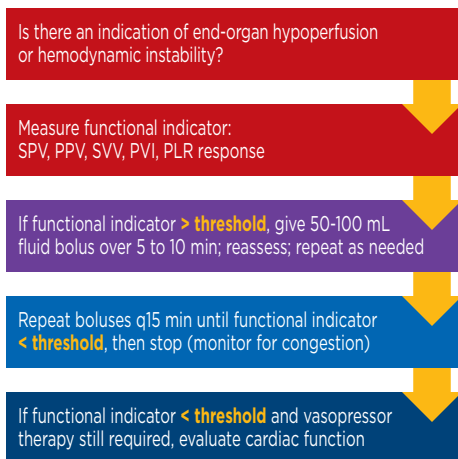 Is there an indication of end-organ hypoperfusion
or hemodynamic instability?
Measure functional indicator:
SPV, PPV, SVV, PVI, PLR response
If functional indicator > threshold, give 50-100 mL
fluid bolus over 5 to 10 min; reassess; repeat as needed
Repeat boluses q15 min until functional indicator
< threshold, then stop (monitor for congestion)
If functional indicator < threshold and vasopressor
therapy still required, evaluate cardiac function